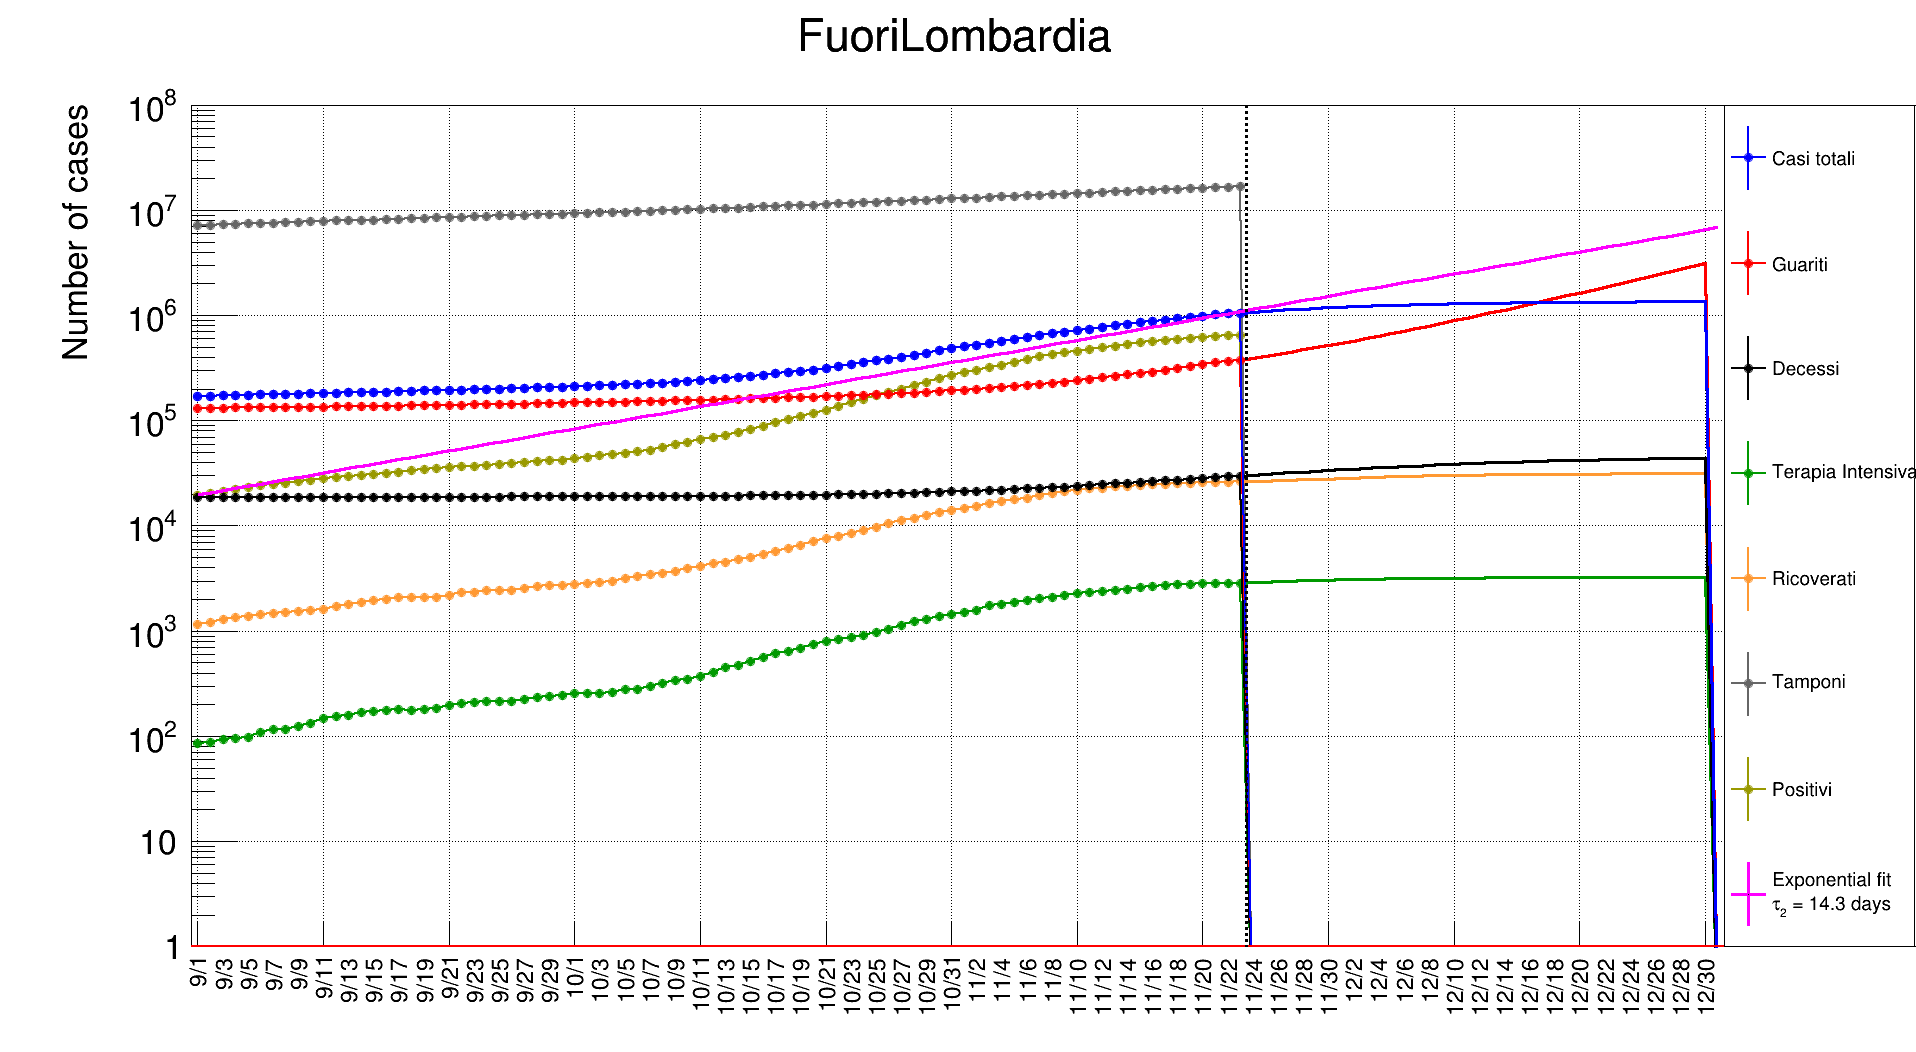 FuoriLombardia
Number of cases
10^8
10^7
10^6
10^5
10^4
10^3
10^2
10
1
9/1 9/3 9/5 9/7 9/9 9/11 9/13 9/15 9/17 9/19 9/21 9/23 9/25 9/27 9/29 10/1 10/3 10/5 10/7 10/9 10/11 10/13 10/15 10/17 10/19 10/21 10/23 10/25 10/27 10/29 10/31 11/2 11/4 11/6 11/8 11/10 11/12 11/14 11/16 11/18 11/20 11/22 11/24 11/26 11/28 11/30 12/2 12/4 12/6 12/8 12/10 12/12 12/14 12/16 12/18 12/20 12/22 12/24 12/26 12/28 12/30
Casi totali
Guariti
Decessi
Terapia Intensiva
Ricoverati
Tamponi
Positivi
Exponential fit
τ₂ = 14.3 days